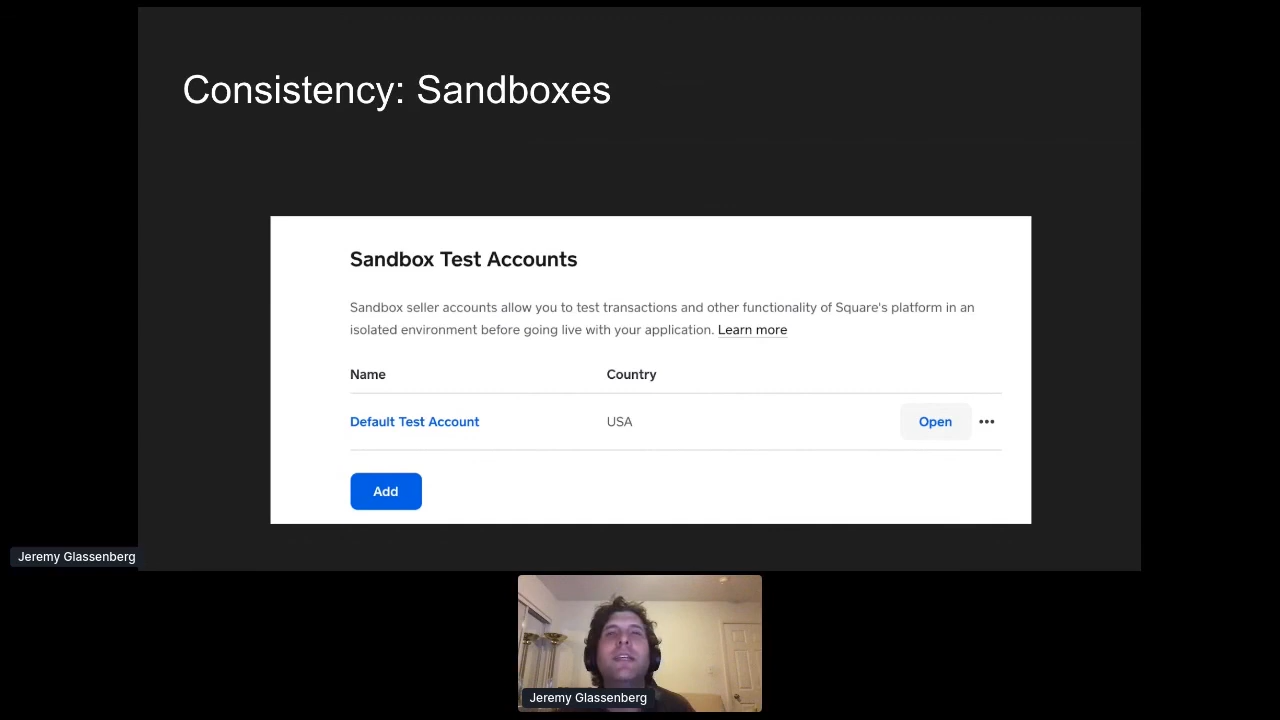 Consistency: Sandboxes
Sandbox Test Accounts
Sandbox seller accounts allow you to test transactions and other functionality of Square's platform in an
isolated environment before going live with your application. Learn more
Name Country
Default Test Account USA Open •••
Add
Jeremy Glassenberg
Jeremy Glassenberg